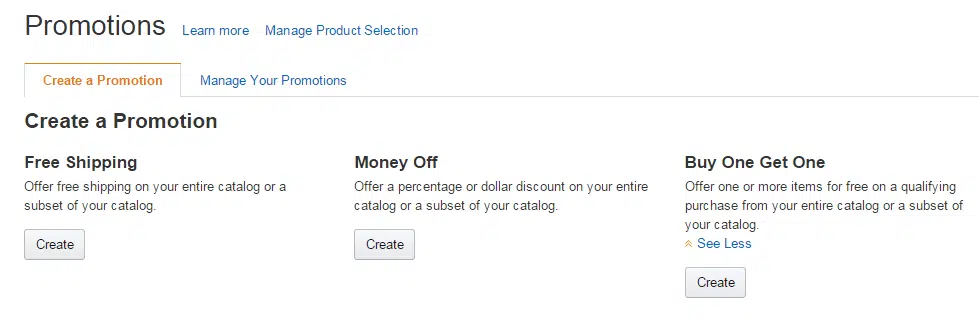 Promotions Learn more Manage Product Selection
Create a Promotion Manage Your Promotions
Create a Promotion
Free Shipping
Offer free shipping on your entire catalog or a
subset of your catalog.
Create
Money Off
Offer a percentage or dollar discount on your entire
catalog or a subset of your catalog.
Create
Buy One Get One
Offer one or more items for free on a qualifying
purchase from your entire catalog or a subset of
your catalog.
See Less
Create